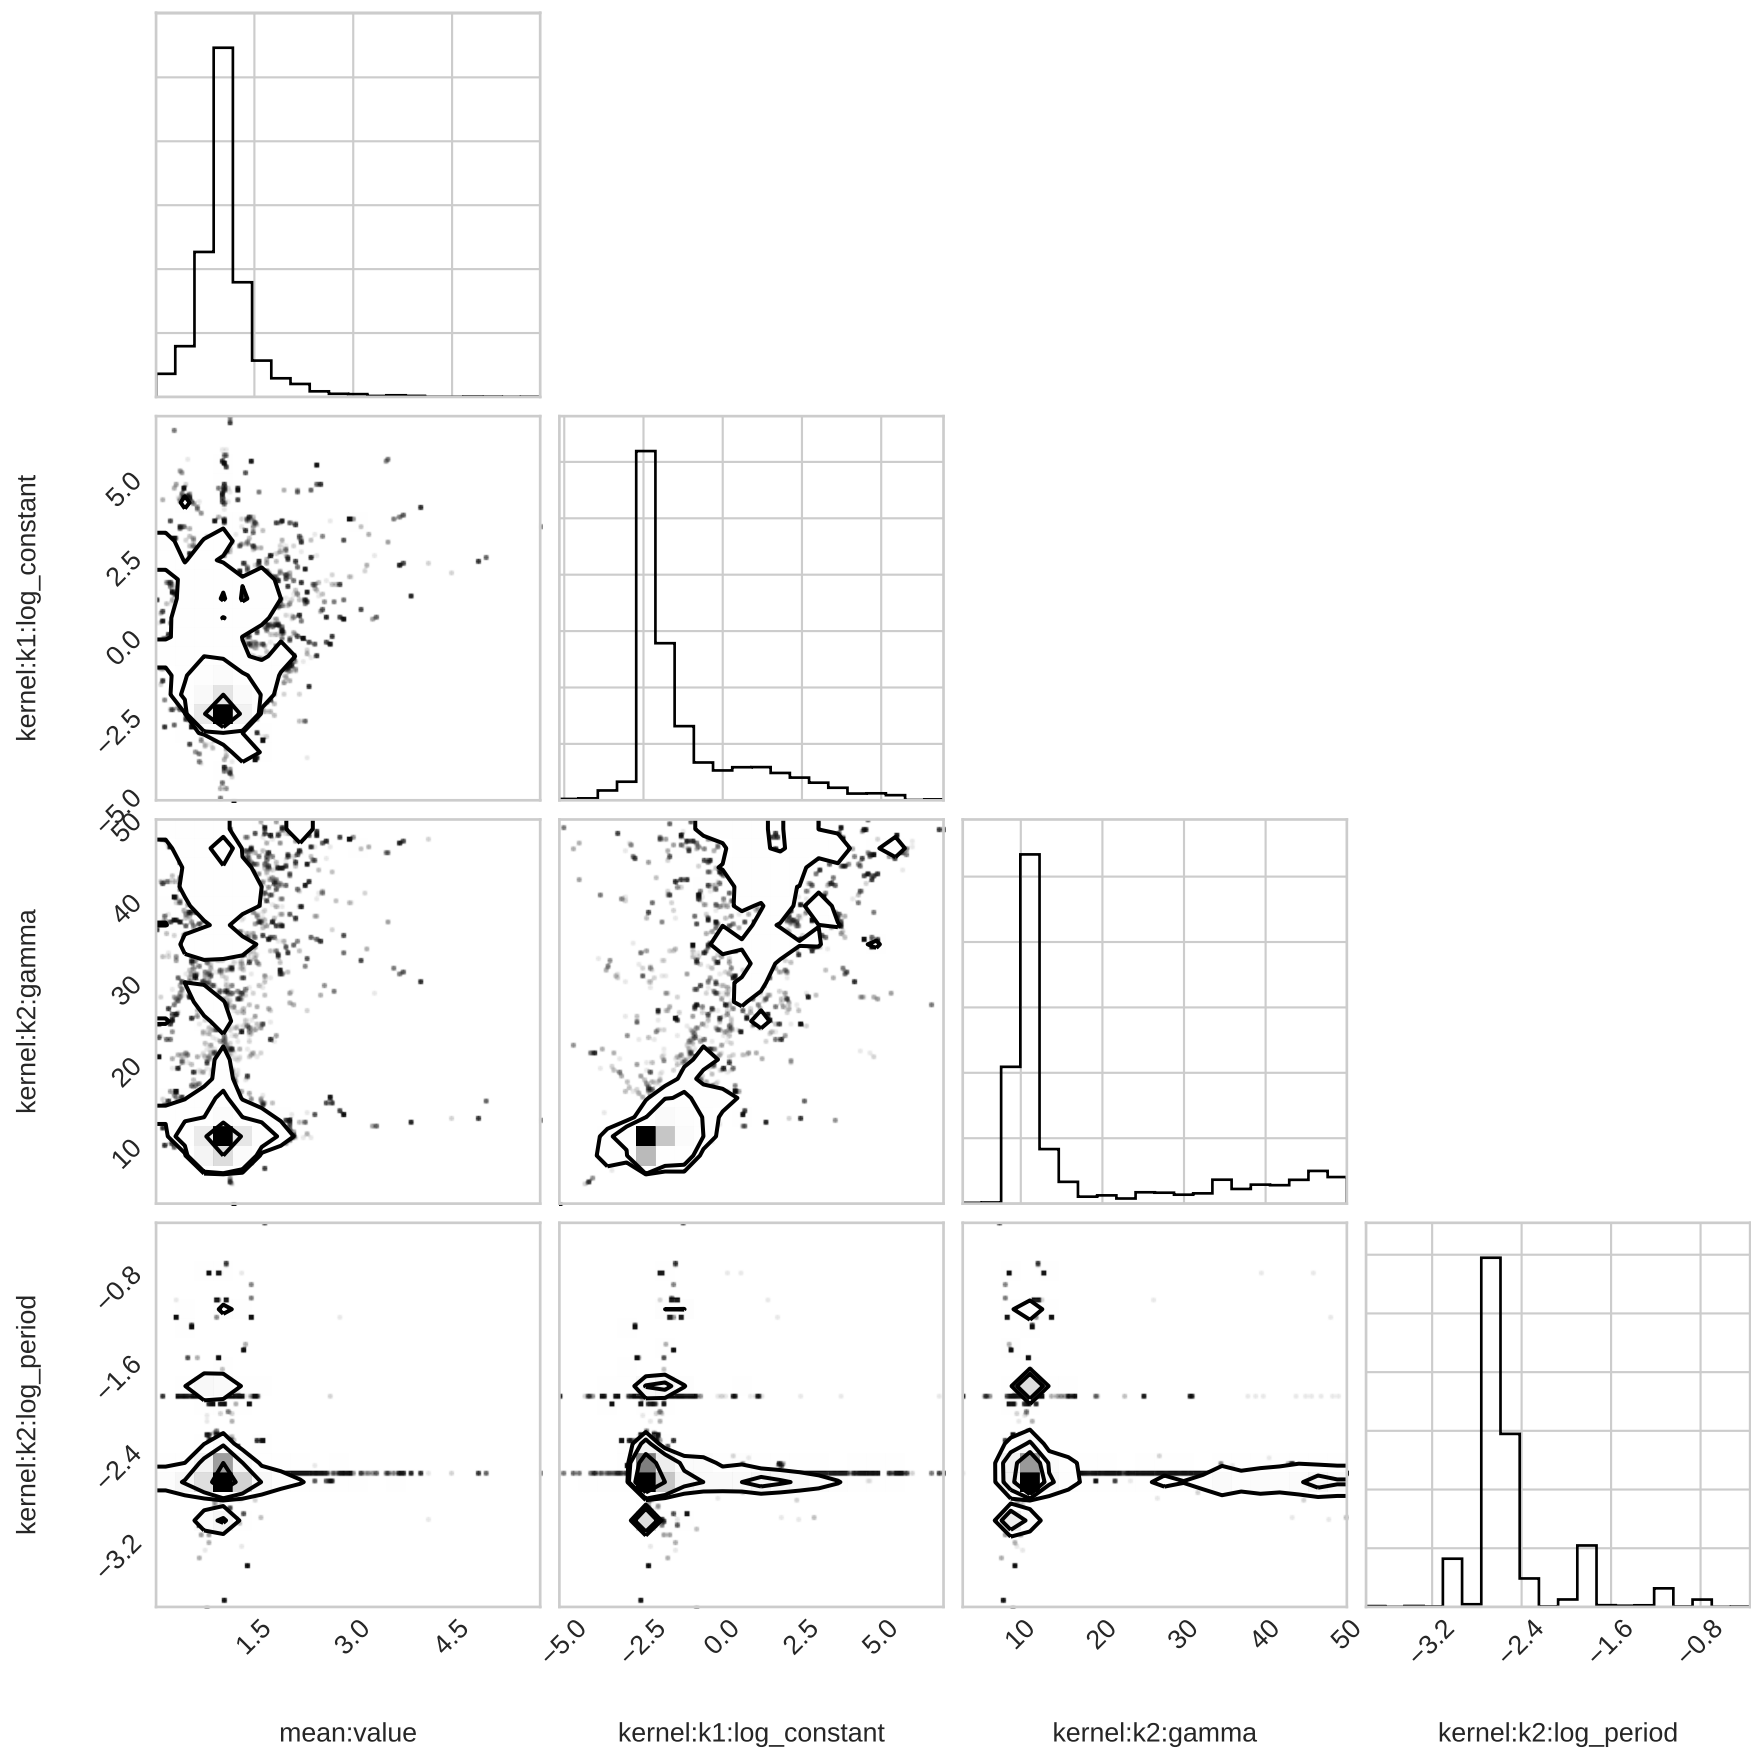 kernel:k1:log_constant
5.0
2.5
0.0
−2.5
−5.0
kernel:k2:gamma
50
40
30
20
10
kernel:k2:log_period
−0.8
−1.6
−2.4
−3.2
1.5 3.0 4.5
−5.0 −2.5 0.0 2.5 5.0
10 20 30 40 50
−3.2 −2.4 −1.6 −0.8
mean:value
kernel:k1:log_constant
kernel:k2:gamma
kernel:k2:log_period